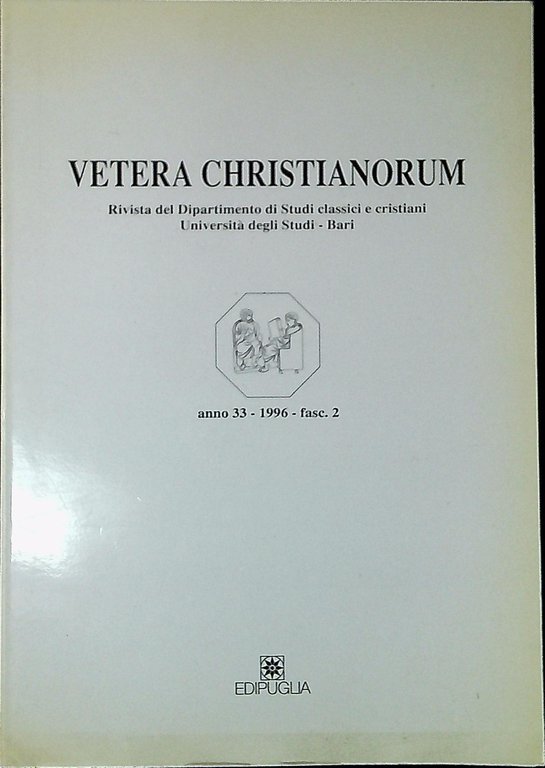 VETERA CHRISTIANORUM
Rivista del Dipartimento di Studi classici e cristiani
Università degli Studi - Bari
anno 33 - 1996 - fasc. 2
EDIPUGLIA